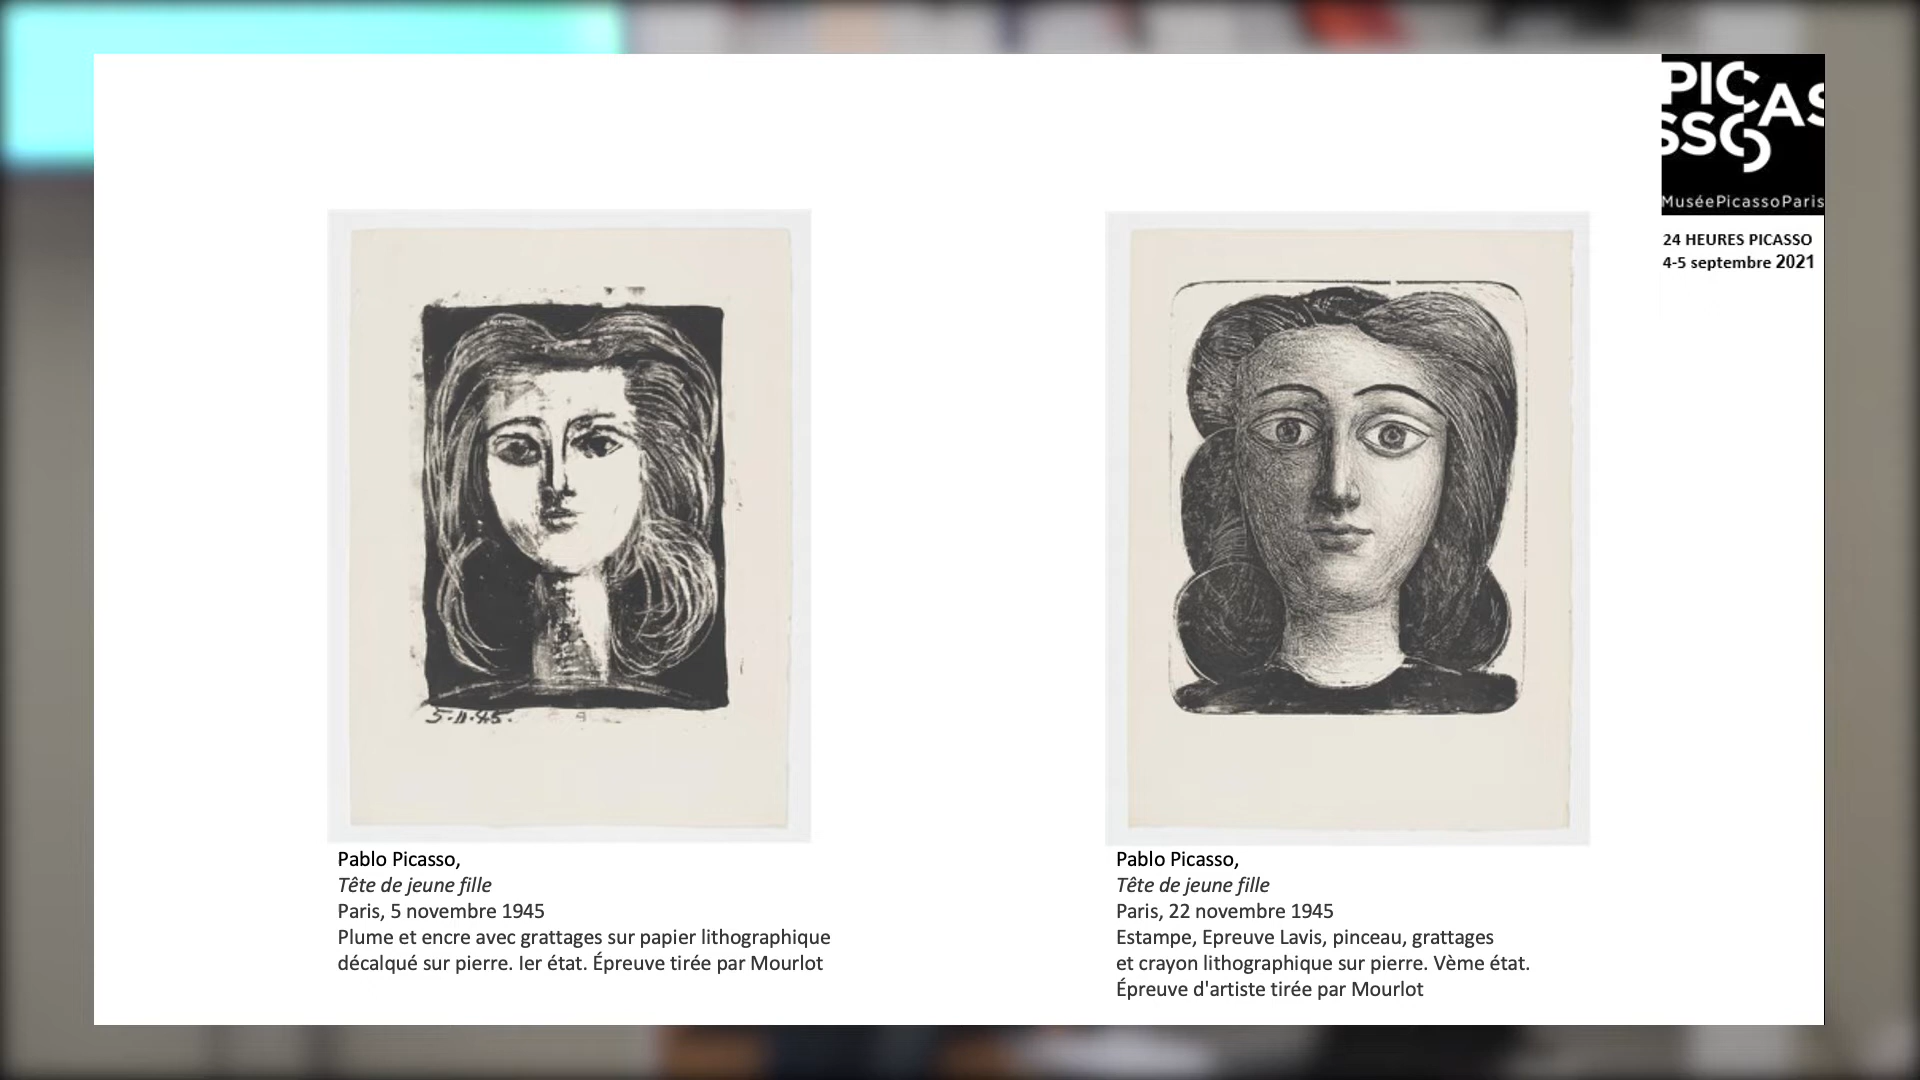 PIC
CAS
SSO
MuséePicassoParis
24 HEURES PICASSO
4-5 septembre 2021
5.11.45.
Pablo Picasso,
Tête de jeune fille
Paris, 5 novembre 1945
Plume et encre avec grattages sur papier lithographique
décalqué sur pierre. Ier état. Épreuve tirée par Mourlot
Pablo Picasso,
Tête de jeune fille
Paris, 22 novembre 1945
Estampe, Epreuve Lavis, pinceau, grattages
et crayon lithographique sur pierre. Vème état.
Épreuve d'artiste tirée par Mourlot